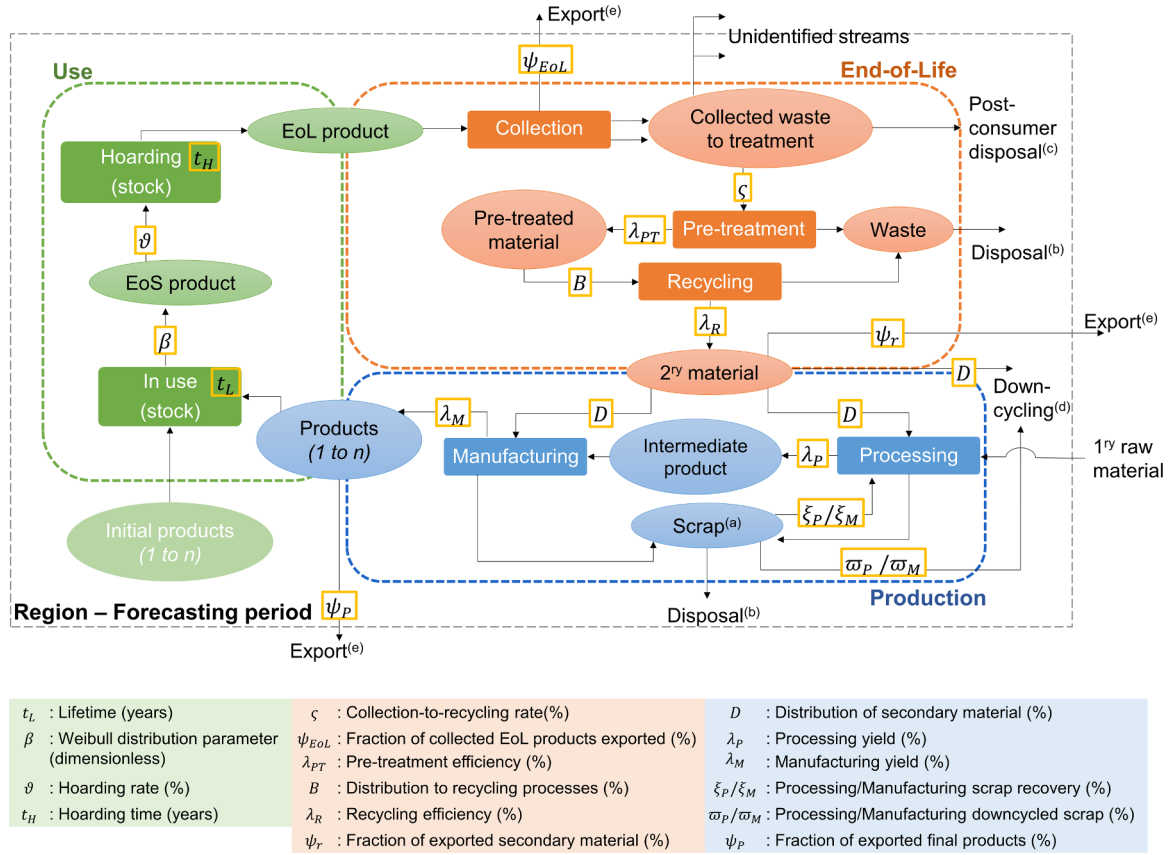 Export(e)
Unidentified streams
ψEoL
Use
End-of-Life
EoL product
Collection
Collected waste
to treatment
Post-
consumer
disposal(c)
Hoarding
(stock)
tH
ς
Pre-treated
material
λPT
Pre-treatment
Waste
Disposal(b)
ϑ
EoS product
B
Recycling
λR
β
ψr
Export(e)
In use
(stock)
tL
2ry material
D
Down-
cycling(d)
Products
(1 to n)
λM
D
D
Manufacturing
Intermediate
product
λP
Processing
1ry raw
material
Initial products
(1 to n)
Scrap(a)
ξP/ξM
ϖP /ϖM
Region – Forecasting period
ψP
Disposal(b)
Production
Export(e)
tL : Lifetime (years)
β : Weibull distribution parameter
(dimensionless)
ϑ : Hoarding rate (%)
tH : Hoarding time (years)
ς : Collection-to-recycling rate(%)
ψEoL : Fraction of collected EoL products exported (%)
λPT : Pre-treatment efficiency (%)
B : Distribution to recycling processes (%)
λR : Recycling efficiency (%)
ψr : Fraction of exported secondary material (%)
D : Distribution of secondary material (%)
λP : Processing yield (%)
λM : Manufacturing yield (%)
ξP/ξM : Processing/Manufacturing scrap recovery (%)
ϖP/ϖM : Processing/Manufacturing downcycled scrap (%)
ψP : Fraction of exported final products (%)